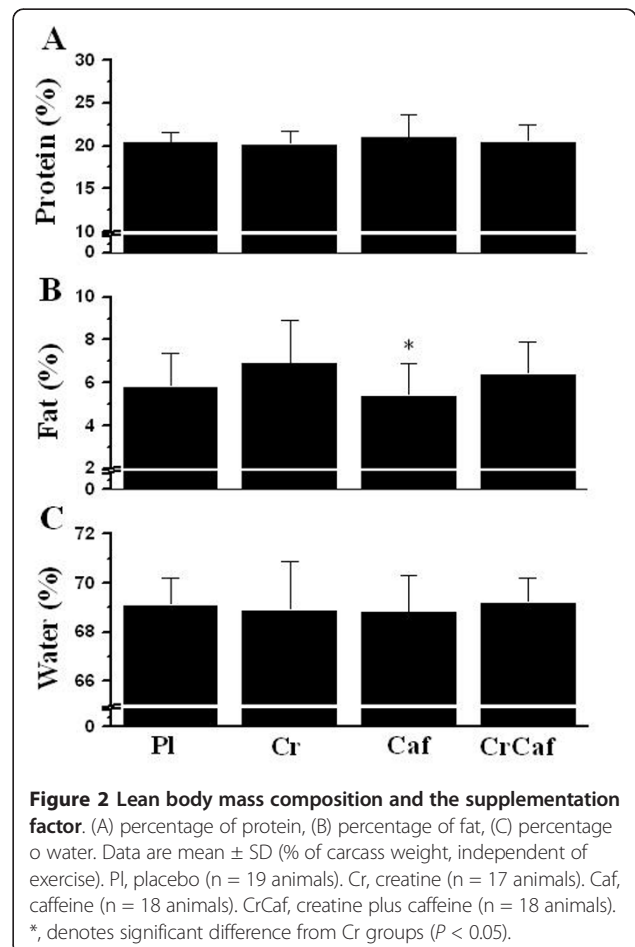 A
30
25
20
15
10
0
Protein (%)
B
10
8
6
4
2
0
Fat (%)
*
C
72
70
68
66
0
Water (%)
Pl Cr Caf CrCaf
Figure 2 Lean body mass composition and the supplementation
factor. (A) percentage of protein, (B) percentage of fat, (C) percentage
o water. Data are mean ± SD (% of carcass weight, independent of
exercise). Pl, placebo (n = 19 animals). Cr, creatine (n = 17 animals). Caf,
caffeine (n = 18 animals). CrCaf, creatine plus caffeine (n = 18 animals).
*, denotes significant difference from Cr groups (P < 0.05).